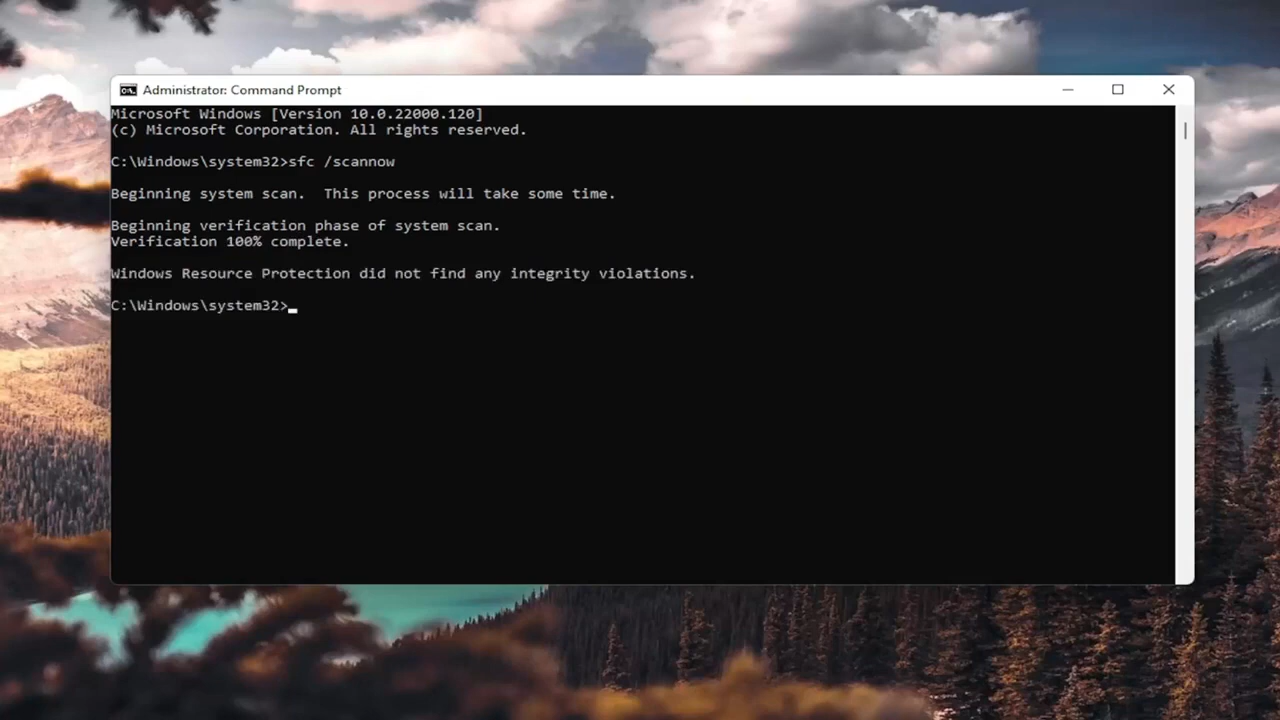 Administrator: Command Prompt
Microsoft Windows [Version 10.0.22000.120]
(c) Microsoft Corporation. All rights reserved.
C:\Windows\system32>sfc /scannow
Beginning system scan.  This process will take some time.
Beginning verification phase of system scan.
Verification 100% complete.
Windows Resource Protection did not find any integrity violations.
C:\Windows\system32>